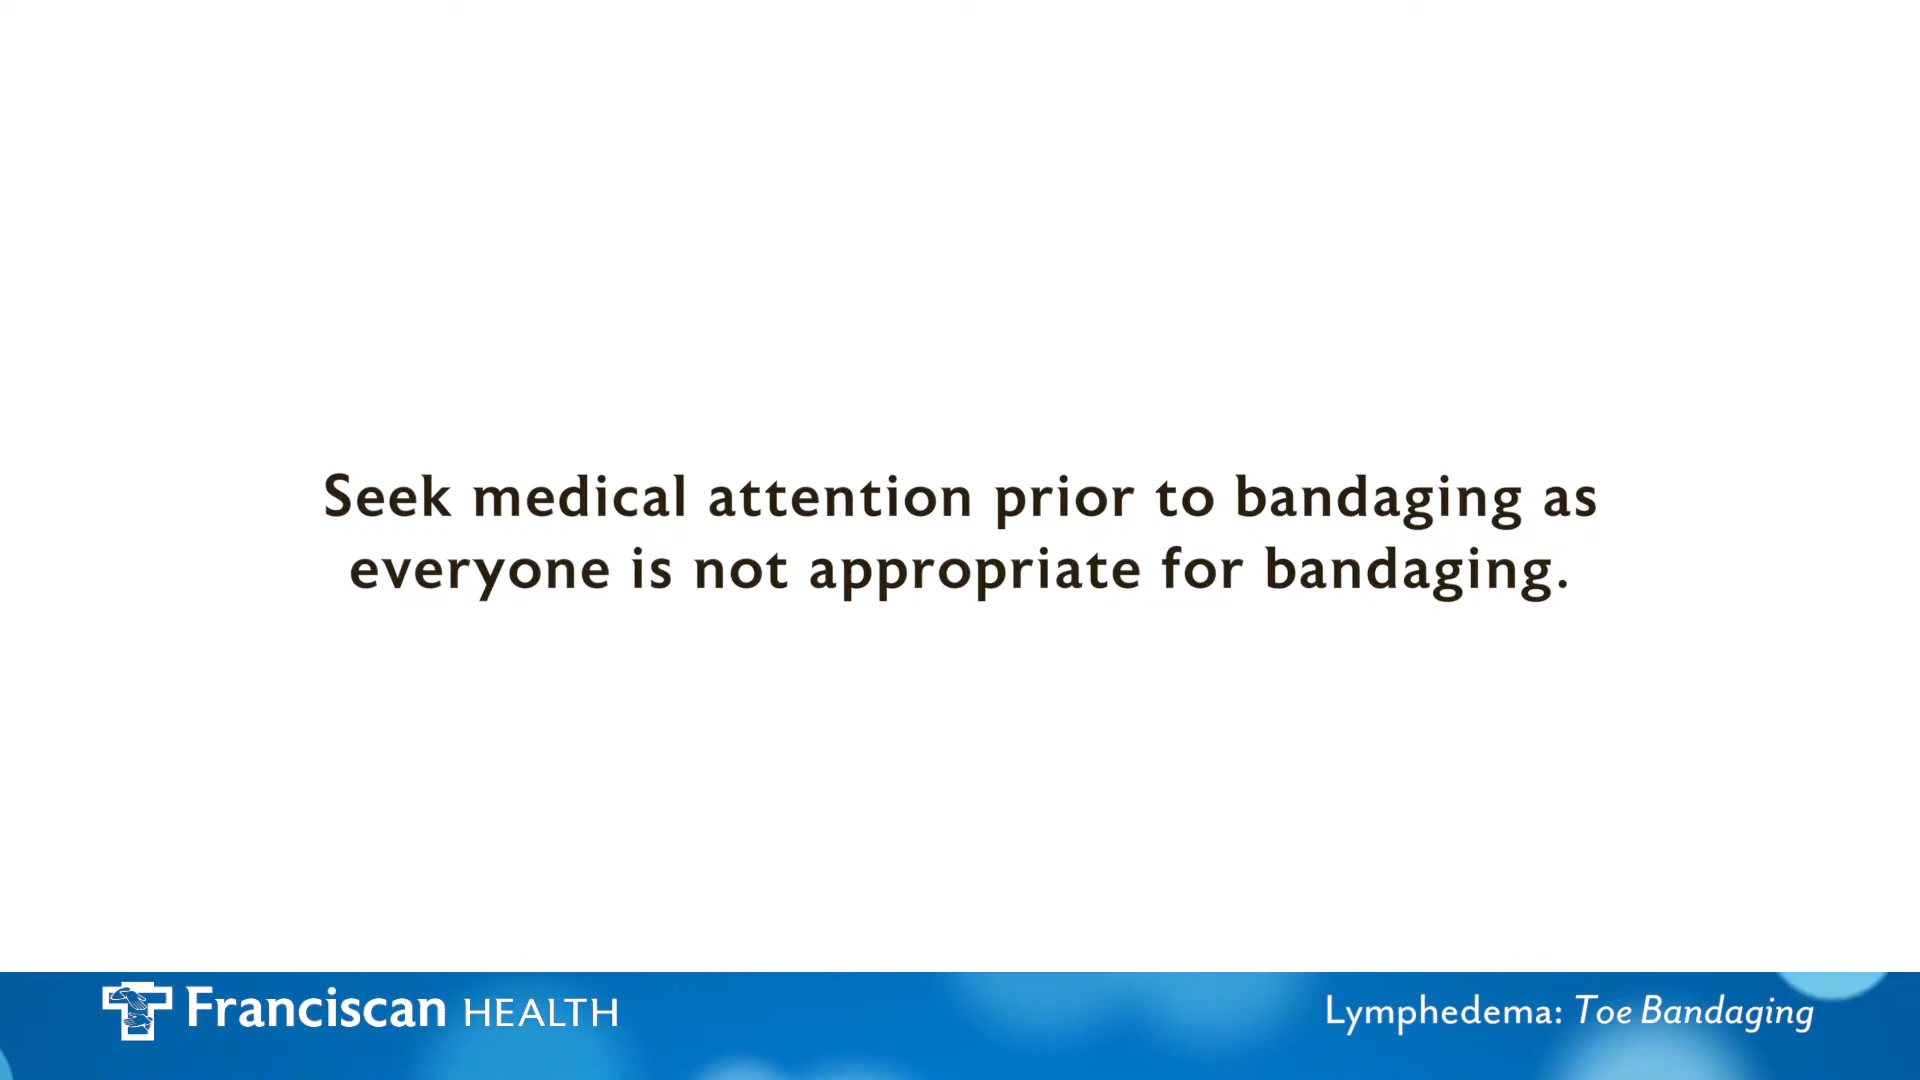 Seek medical attention prior to bandaging as
everyone is not appropriate for bandaging.
Franciscan HEALTH
Lymphedema: Toe Bandaging